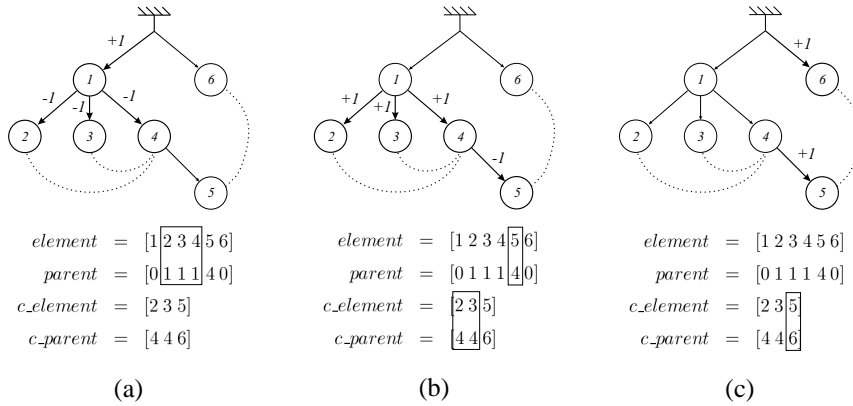 +1
1
6
-1 -1 -1
2 3 4
5
element = [1 2 3 4 5 6]
parent = [0 1 1 1 4 0]
c_element = [2 3 5]
c_parent = [4 4 6]
(a)
1
6
+1 +1 +1
2 3 4
-1
5
element = [1 2 3 4 5 6]
parent = [0 1 1 1 4 0]
c_element = [2 3 5]
c_parent = [4 4 6]
(b)
+1
1
6
2 3 4
+1
5
element = [1 2 3 4 5 6]
parent = [0 1 1 1 4 0]
c_element = [2 3 5]
c_parent = [4 4 6]
(c)